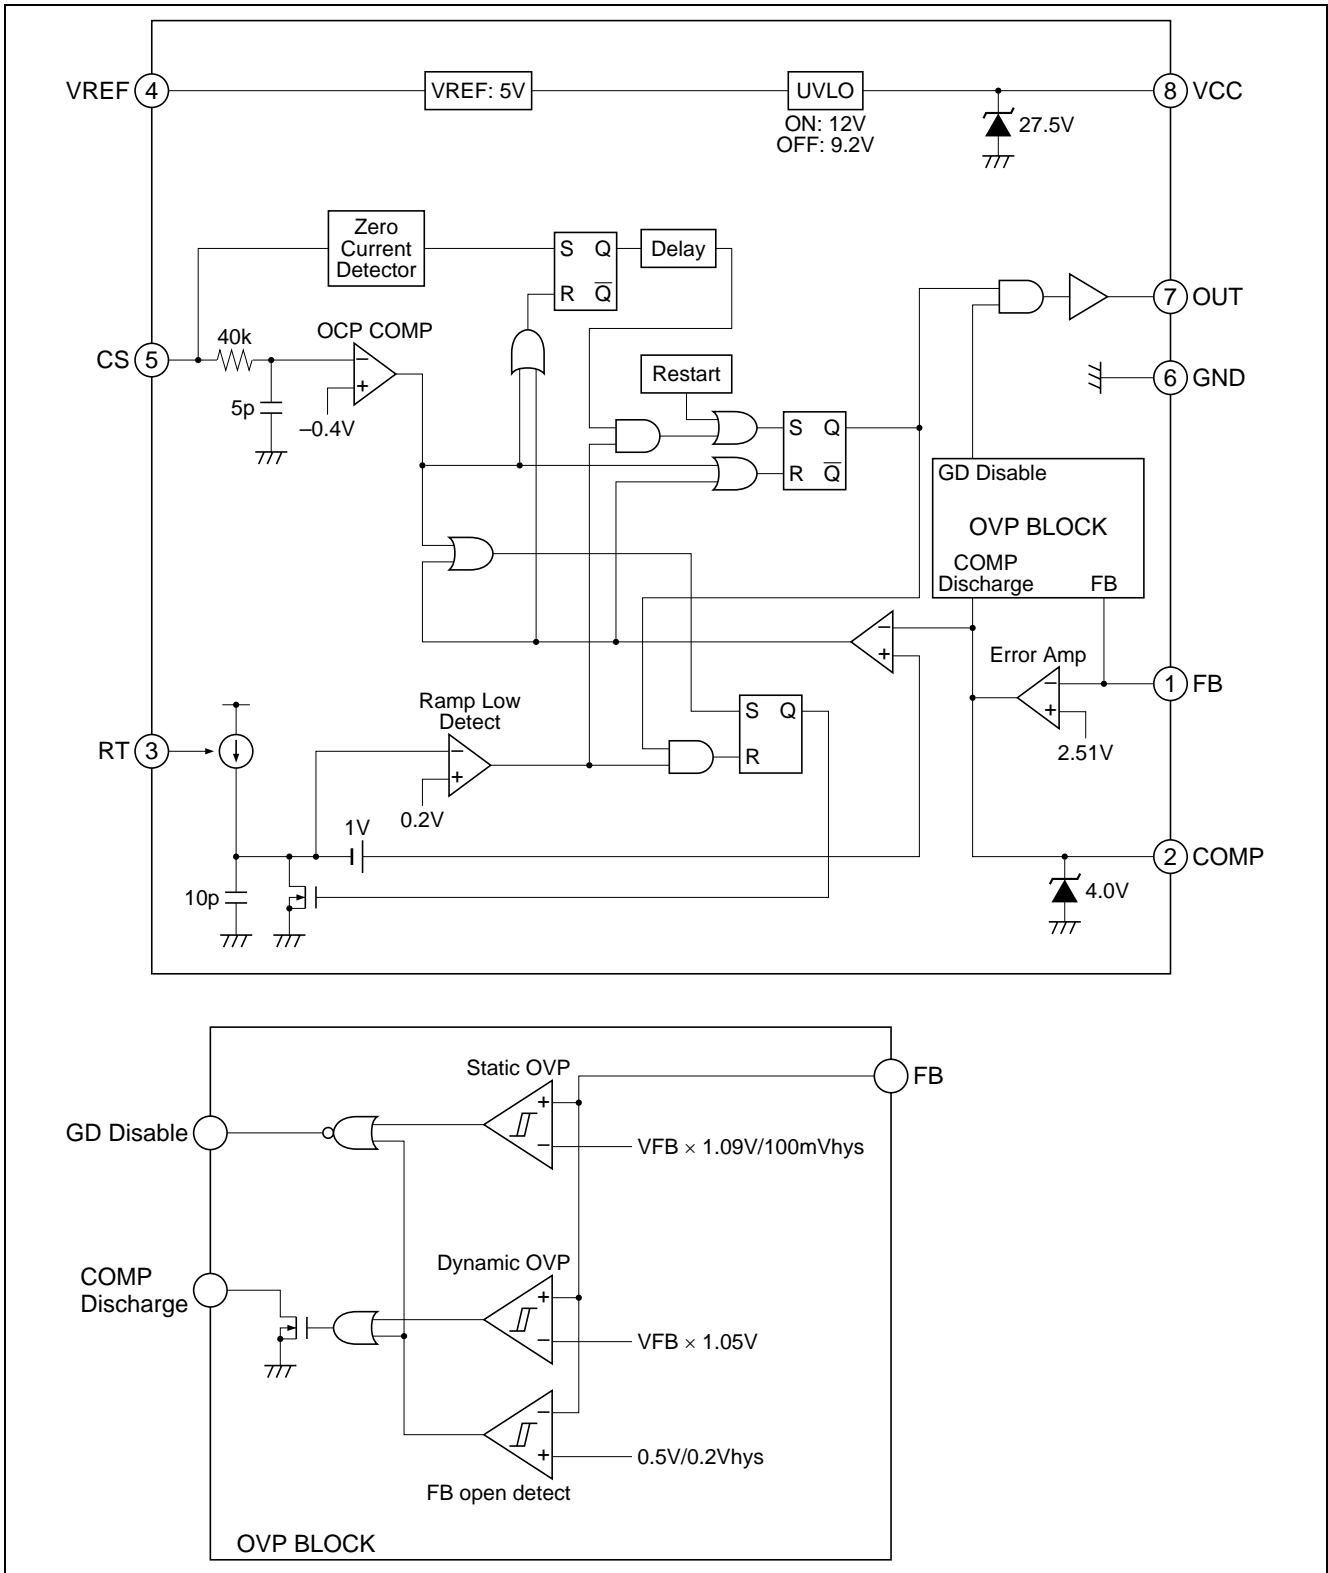 VREF 4 VREF: 5V UVLO 8 VCC
ON: 12V
OFF: 9.2V
27.5V
Zero
Current
Detector
S Q
R Q
Delay
7 OUT
OCP COMP
40k
CS 5
5p
–0.4V
Restart
6 GND
S Q
R Q
GD Disable
OVP BLOCK
COMP
Discharge
FB
Error Amp
1 FB
2.51V
Ramp Low
Detect
S Q
R
RT 3
0.2V
1V
2 COMP
10p
4.0V
Static OVP
FB
GD Disable
VFB × 1.09V/100mVhys
Dynamic OVP
COMP
Discharge
VFB × 1.05V
0.5V/0.2Vhys
FB open detect
OVP BLOCK